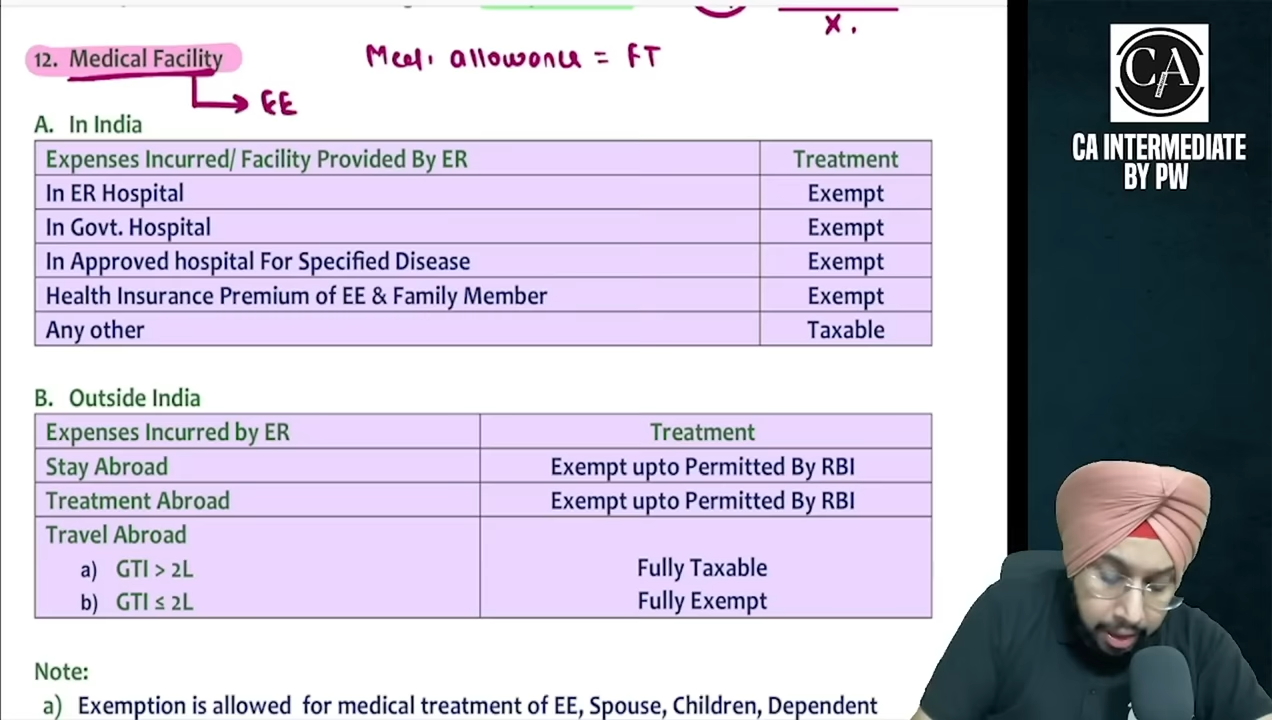 x.
12. Medical Facility
Med. allowance = FT
EE
A. In India
Expenses Incurred/ Facility Provided By ER Treatment
In ER Hospital Exempt
In Govt. Hospital Exempt
In Approved hospital For Specified Disease Exempt
Health Insurance Premium of EE & Family Member Exempt
Any other Taxable
B. Outside India
Expenses Incurred by ER Treatment
Stay Abroad Exempt upto Permitted By RBI
Treatment Abroad Exempt upto Permitted By RBI
Travel Abroad
a) GTI > 2L Fully Taxable
b) GTI ≤ 2L Fully Exempt
Note:
a) Exemption is allowed for medical treatment of EE, Spouse, Children, Dependent
CA
CA INTERMEDIATE
BY PW